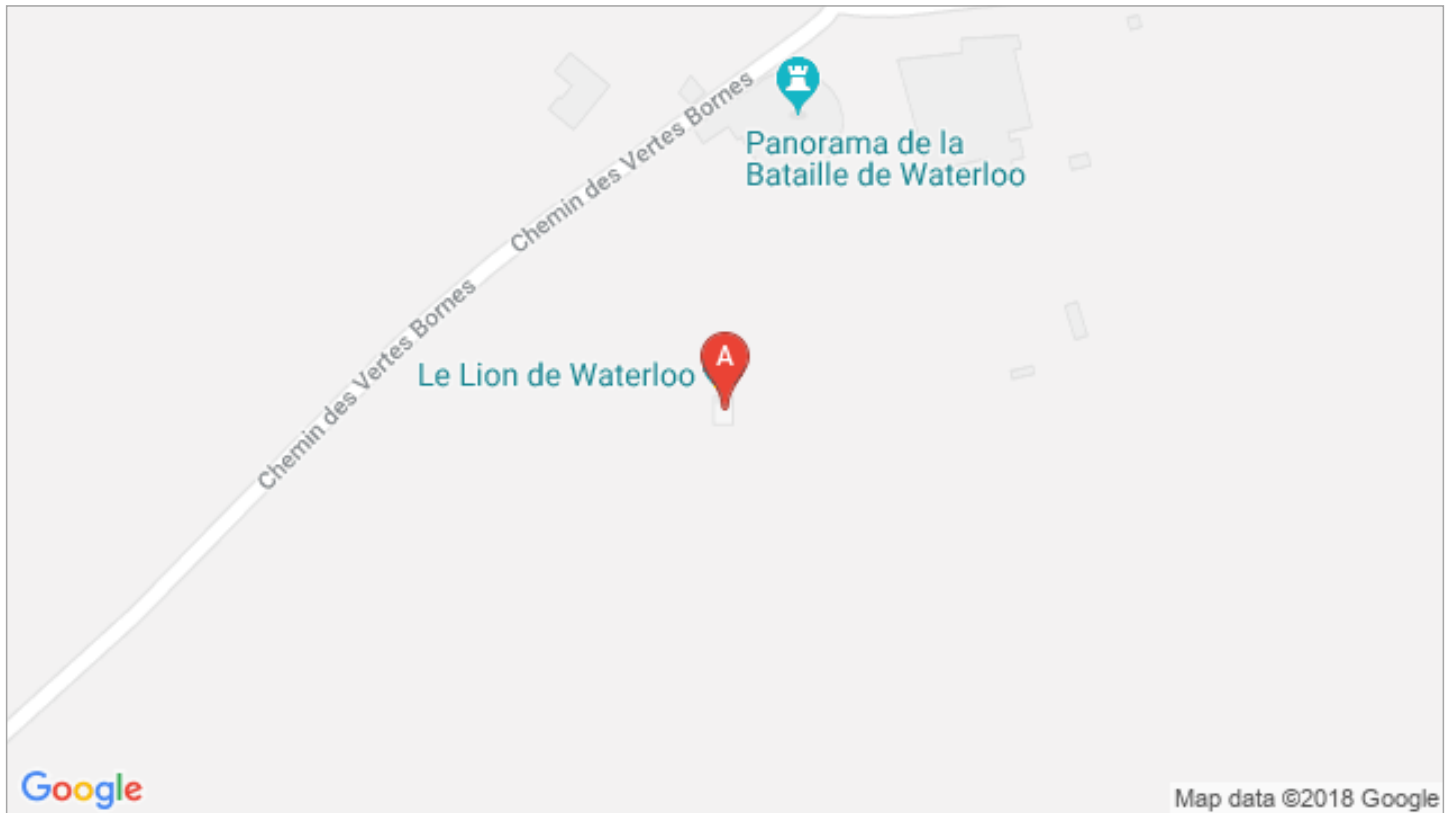 Chemin des Vertes Bornes
Panorama de la
Bataille de Waterloo
Chemin des Vertes Bornes
Le Lion de Waterloo
A
Google
Map data ©2018 Google